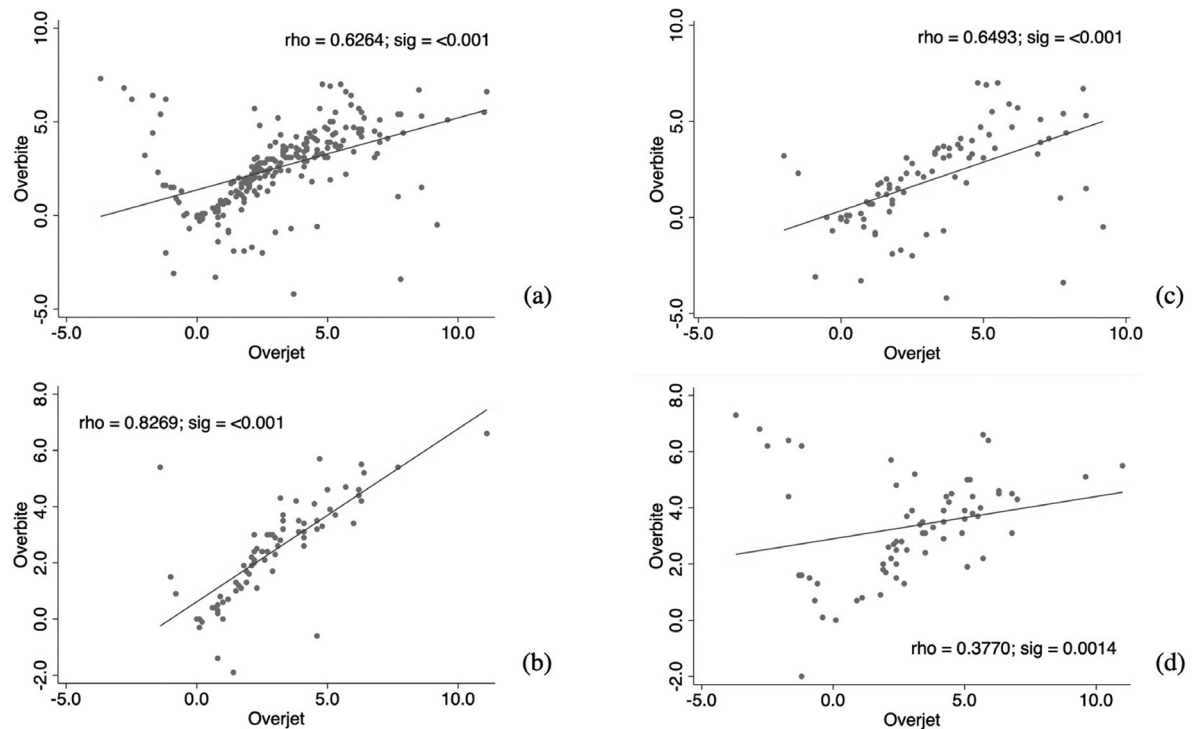 rho = 0.6264; sig = <0.001
10.0
5.0
0.0
-5.0
Overbite
-5.0 0.0 5.0 10.0
Overjet
(a)
rho = 0.8269; sig = <0.001
8.0
6.0
4.0
2.0
0.0
-2.0
Overbite
-5.0 0.0 5.0 10.0
Overjet
(b)
rho = 0.6493; sig = <0.001
10.0
5.0
0.0
-5.0
Overbite
-5.0 0.0 5.0 10.0
Overjet
(c)
8.0
6.0
4.0
2.0
0.0
-2.0
Overbite
rho = 0.3770; sig = 0.0014
-5.0 0.0 5.0 10.0
Overjet
(d)